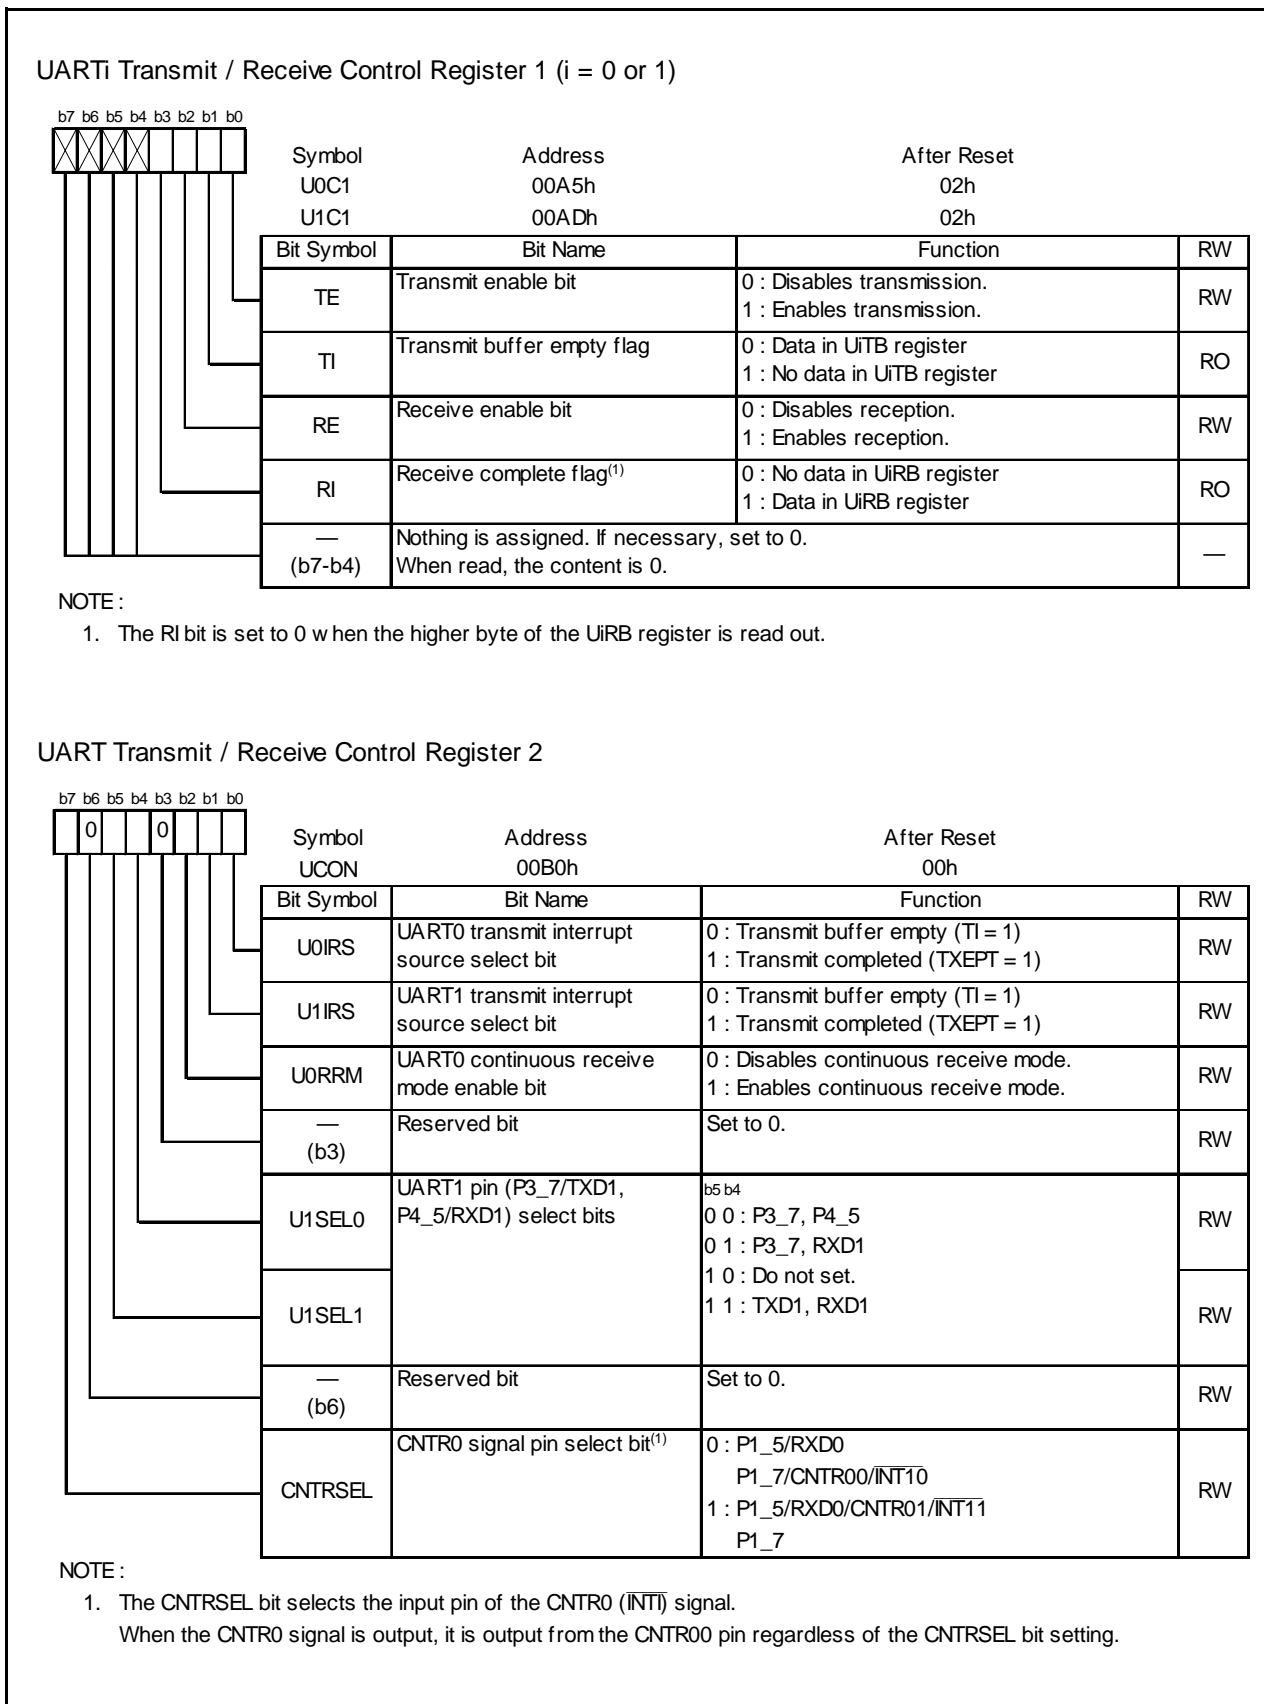 UARTi Transmit / Receive Control Register 1 (i = 0 or 1)
b7 b6 b5 b4 b3 b2 b1 b0
Symbol Address After Reset
U0C1 00A5h 02h
U1C1 00ADh 02h
Bit Symbol Bit Name Function RW
TE Transmit enable bit 0 : Disables transmission. RW
1 : Enables transmission.
TI Transmit buffer empty flag 0 : Data in UiTB register RO
1 : No data in UiTB register
RE Receive enable bit 0 : Disables reception. RW
1 : Enables reception.
RI Receive complete flag(1) 0 : No data in UiRB register RO
1 : Data in UiRB register
— Nothing is assigned. If necessary, set to 0. —
(b7-b4) When read, the content is 0.
NOTE :
1. The RI bit is set to 0 w hen the higher byte of the UiRB register is read out.
UART Transmit / Receive Control Register 2
b7 b6 b5 b4 b3 b2 b1 b0
0 0
Symbol Address After Reset
UCON 00B0h 00h
Bit Symbol Bit Name Function RW
U0IRS UART0 transmit interrupt 0 : Transmit buffer empty (TI = 1) RW
source select bit 1 : Transmit completed (TXEPT = 1)
U1IRS UART1 transmit interrupt 0 : Transmit buffer empty (TI = 1) RW
source select bit 1 : Transmit completed (TXEPT = 1)
U0RRM UART0 continuous receive 0 : Disables continuous receive mode. RW
mode enable bit 1 : Enables continuous receive mode.
— Reserved bit Set to 0. RW
(b3)
U1SEL0 UART1 pin (P3_7/TXD1, b5 b4 RW
P4_5/RXD1) select bits 0 0 : P3_7, P4_5
0 1 : P3_7, RXD1
1 0 : Do not set.
U1SEL1 1 1 : TXD1, RXD1 RW
— Reserved bit Set to 0. RW
(b6)
CNTRSEL CNTR0 signal pin select bit(1) 0 : P1_5/RXD0 RW
P1_7/CNTR00/INT10
1 : P1_5/RXD0/CNTR01/INT11
P1_7
NOTE :
1. The CNTRSEL bit selects the input pin of the CNTR0 (INTI) signal.
When the CNTR0 signal is output, it is output from the CNTR00 pin regardless of the CNTRSEL bit setting.